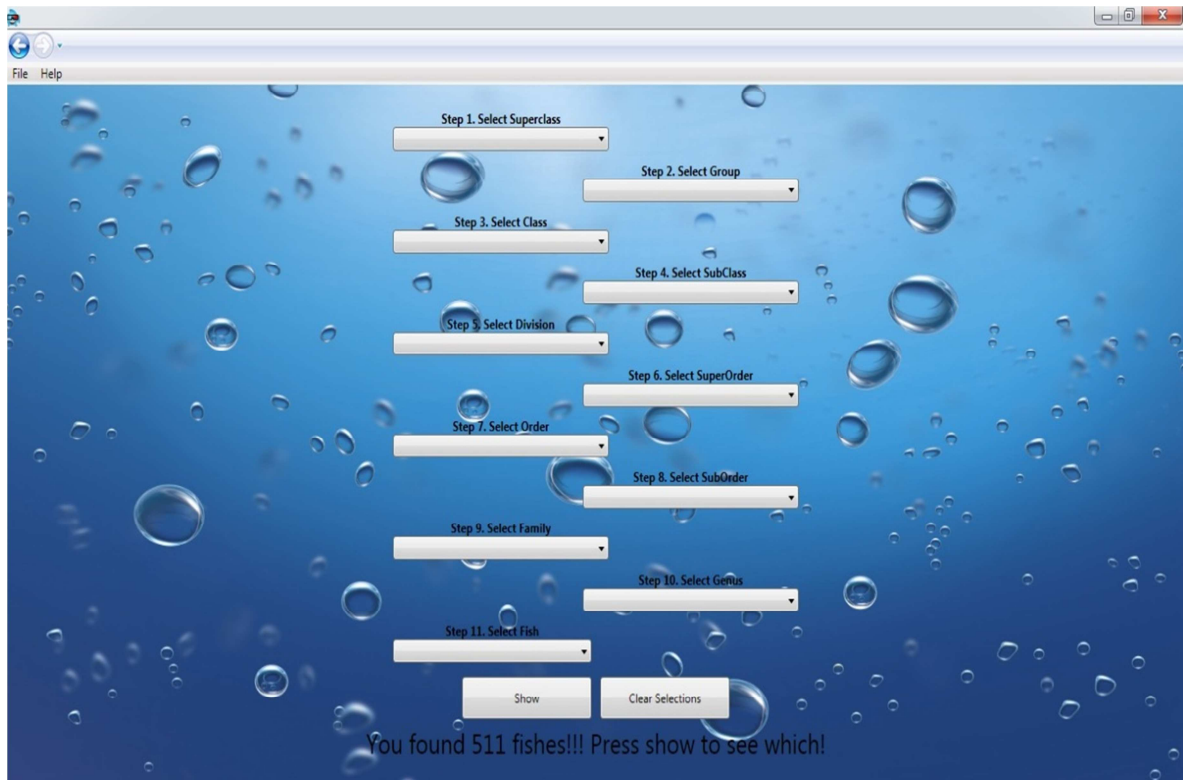 File Help
Step 1. Select Superclass
Step 2. Select Group
Step 3. Select Class
Step 4. Select SubClass
Step 5. Select Division
Step 6. Select SuperOrder
Step 7. Select Order
Step 8. Select SubOrder
Step 9. Select Family
Step 10. Select Genus
Step 11. Select Fish
Show Clear Selections
You found 511 fishes!!! Press show to see which!